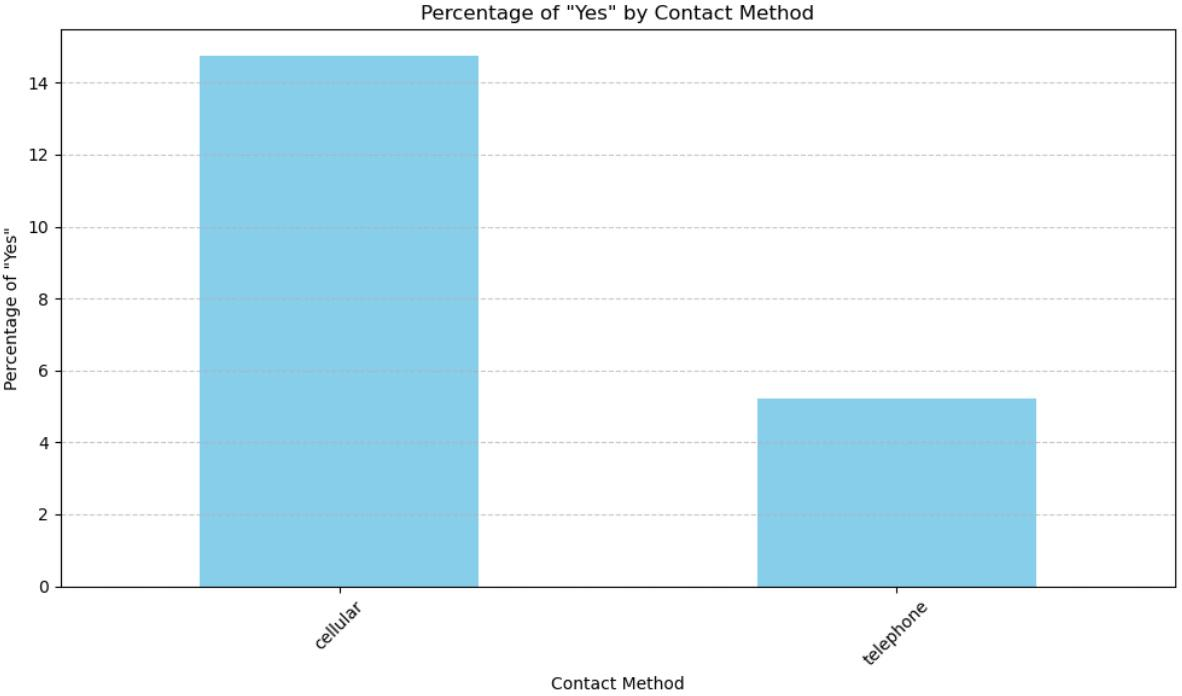 Percentage of "Yes" by Contact Method
Percentage of "Yes"
14
12
10
8
6
4
2
0
cellular
telephone
Contact Method